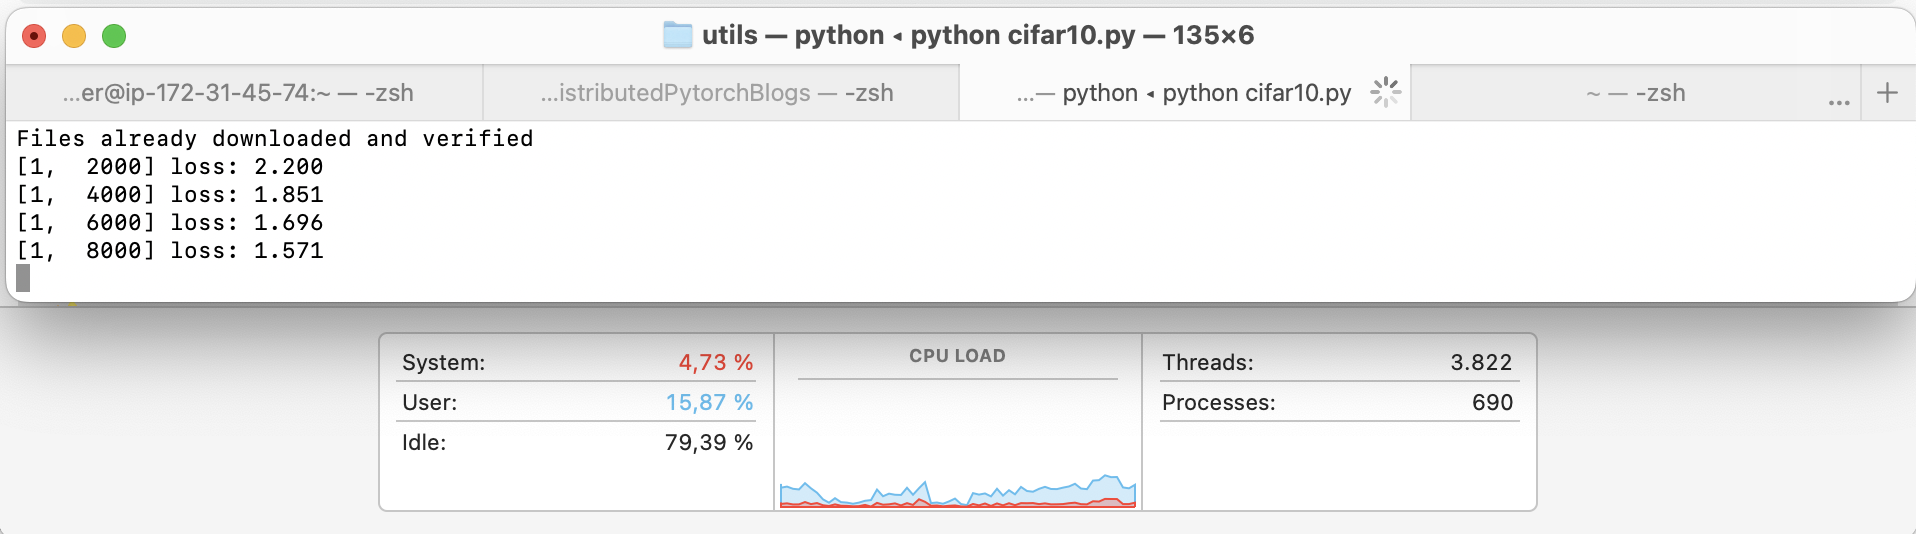 utils — python ◂ python cifar10.py — 135×6
...er@ip-172-31-45-74:~ — -zsh
...istributedPytorchBlogs — -zsh
...— python ◂ python cifar10.py
~ — -zsh
...
+
Files already downloaded and verified
[1,  2000] loss: 2.200
[1,  4000] loss: 1.851
[1,  6000] loss: 1.696
[1,  8000] loss: 1.571
System: 4,73 %
User: 15,87 %
Idle: 79,39 %
CPU LOAD
Threads: 3.822
Processes: 690